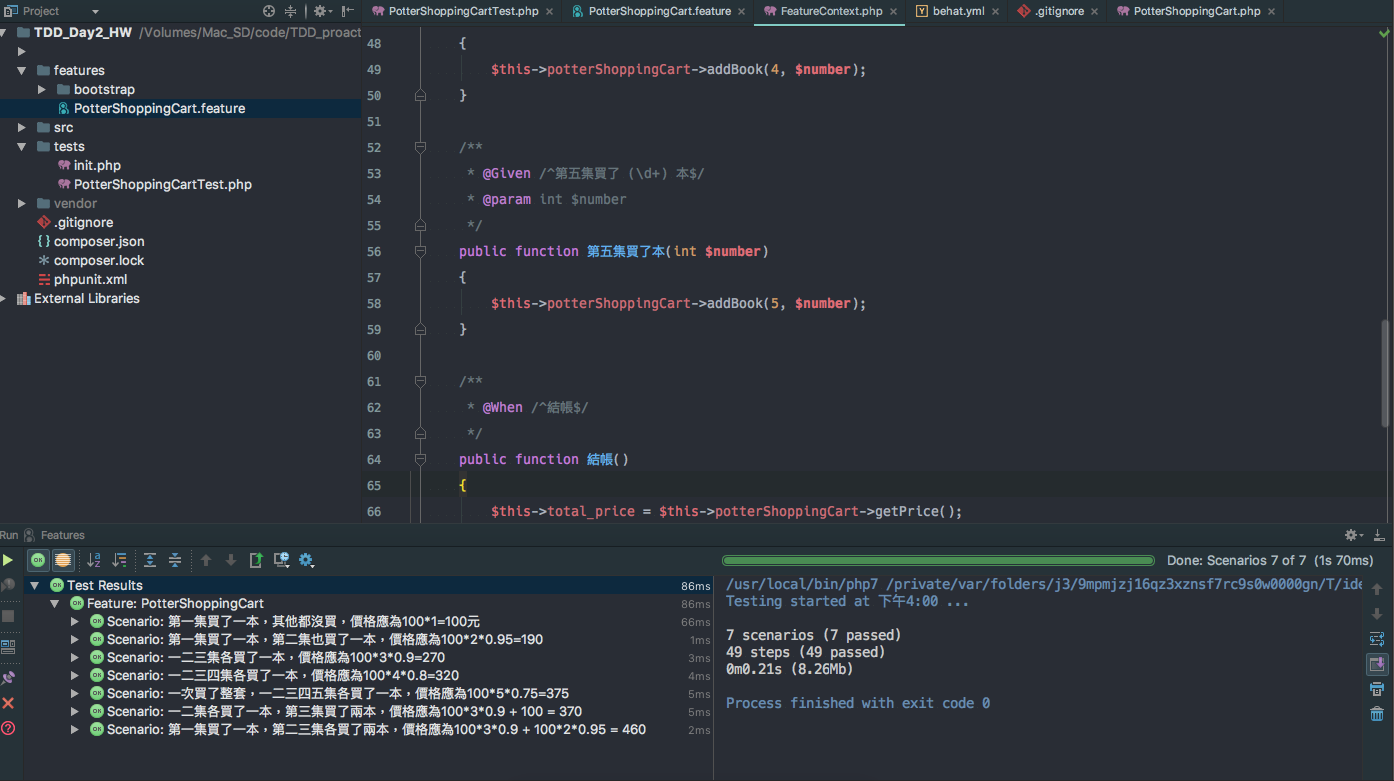 Project
PotterShoppingCartTest.php
PotterShoppingCart.feature
FeatureContext.php
behat.yml
.gitignore
PotterShoppingCart.php
TDD_Day2_HW /Volumes/Mac_SD/code/TDD_proact
features
bootstrap
PotterShoppingCart.feature
src
tests
init.php
PotterShoppingCartTest.php
vendor
.gitignore
composer.json
composer.lock
phpunit.xml
External Libraries
48 {
49 $this->potterShoppingCart->addBook(4, $number);
50 }
51
52 /**
53 * @Given /^第五集買了 (\d+) 本$/
54 * @param int $number
55 */
56 public function 第五集買了本(int $number)
57 {
58 $this->potterShoppingCart->addBook(5, $number);
59 }
60
61 /**
62 * @When /^結帳$/
63 */
64 public function 結帳()
65 {
66 $this->total_price = $this->potterShoppingCart->getPrice();
Run Features
Done: Scenarios 7 of 7 (1s 70ms)
Test Results 86ms
Feature: PotterShoppingCart 86ms
Scenario: 第一集買了一本，其他都沒買，價格應為100*1=100元 66ms
Scenario: 第一集買了一本，第二集也買了一本，價格應為100*2*0.95=190 1ms
Scenario: 一二三集各買了一本，價格應為100*3*0.9=270 3ms
Scenario: 一二三四集各買了一本，價格應為100*4*0.8=320 4ms
Scenario: 一次買了整套，一二三四五集各買了一本，價格應為100*5*0.75=375 5ms
Scenario: 一二集各買了一本，第三集買了兩本，價格應為100*3*0.9 + 100 = 370 5ms
Scenario: 第一集買了一本，第二三集各買了兩本，價格應為100*3*0.9 + 100*2*0.95 = 460 2ms
/usr/local/bin/php7 /private/var/folders/j3/9mpmjzj16qz3xznsf7rc9s0w0000gn/T/ide
Testing started at 下午4:00 ...
7 scenarios (7 passed)
49 steps (49 passed)
0m0.21s (8.26Mb)
Process finished with exit code 0